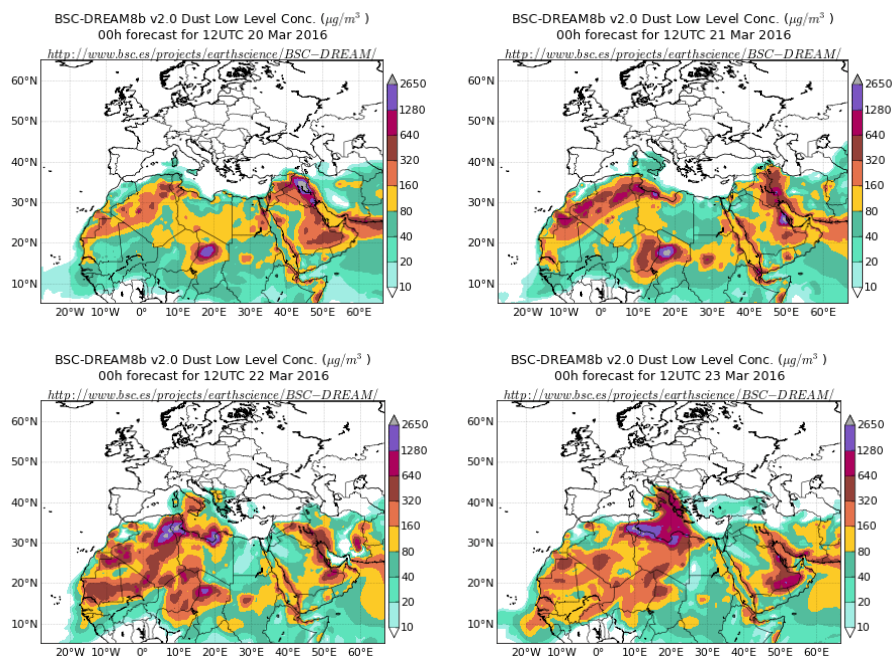 BSC-DREAM8b v2.0 Dust Low Level Conc. (μg/m³ )
00h forecast for 12UTC 20 Mar 2016
http://www.bsc.es/projects/earthscience/BSC−DREAM/
60°N
50°N
40°N
30°N
20°N
10°N
20°W 10°W 0° 10°E 20°E 30°E 40°E 50°E 60°E
2650
1280
640
320
160
80
40
20
10
BSC-DREAM8b v2.0 Dust Low Level Conc. (μg/m³ )
00h forecast for 12UTC 21 Mar 2016
http://www.bsc.es/projects/earthscience/BSC−DREAM/
60°N
50°N
40°N
30°N
20°N
10°N
20°W 10°W 0° 10°E 20°E 30°E 40°E 50°E 60°E
2650
1280
640
320
160
80
40
20
10
BSC-DREAM8b v2.0 Dust Low Level Conc. (μg/m³ )
00h forecast for 12UTC 22 Mar 2016
http://www.bsc.es/projects/earthscience/BSC−DREAM/
60°N
50°N
40°N
30°N
20°N
10°N
20°W 10°W 0° 10°E 20°E 30°E 40°E 50°E 60°E
2650
1280
640
320
160
80
40
20
10
BSC-DREAM8b v2.0 Dust Low Level Conc. (μg/m³ )
00h forecast for 12UTC 23 Mar 2016
http://www.bsc.es/projects/earthscience/BSC−DREAM/
60°N
50°N
40°N
30°N
20°N
10°N
20°W 10°W 0° 10°E 20°E 30°E 40°E 50°E 60°E
2650
1280
640
320
160
80
40
20
10